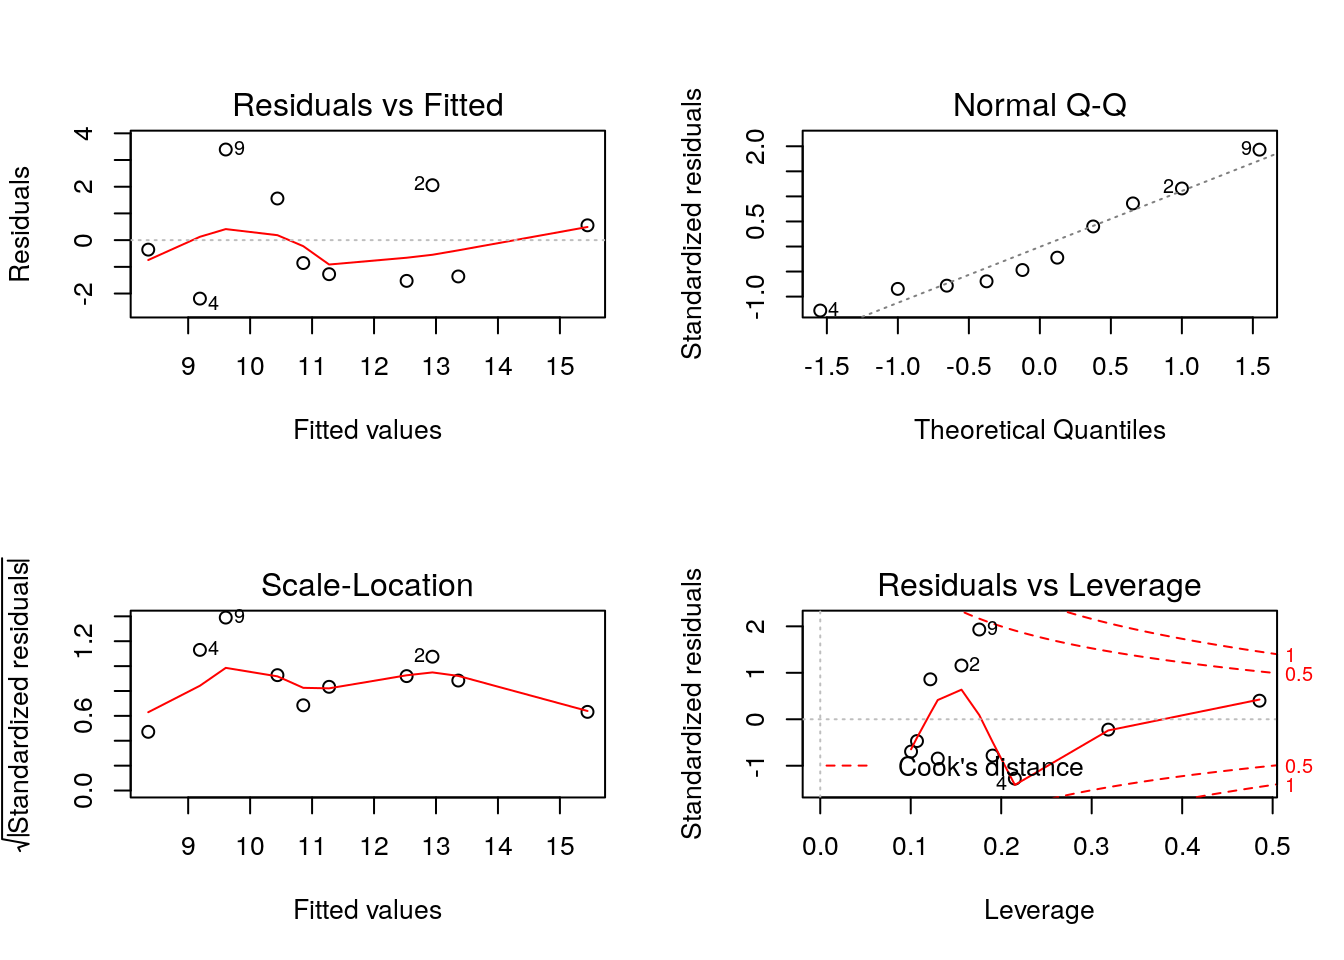 Residuals vs Fitted
Residuals
4
2
0
-2
9
2
4
9 10 11 12 13 14 15
Fitted values
Normal Q-Q
Standardized residuals
2.0
0.5
-1.0
9
2
4
-1.5 -1.0 -0.5 0.0 0.5 1.0 1.5
Theoretical Quantiles
Scale-Location
√|Standardized residuals|
1.2
0.6
0.0
9
4
2
9 10 11 12 13 14 15
Fitted values
Residuals vs Leverage
Standardized residuals
2
1
0
-1
9
2
4
1
0.5
0.5
1
Cook's distance
0.0 0.1 0.2 0.3 0.4 0.5
Leverage